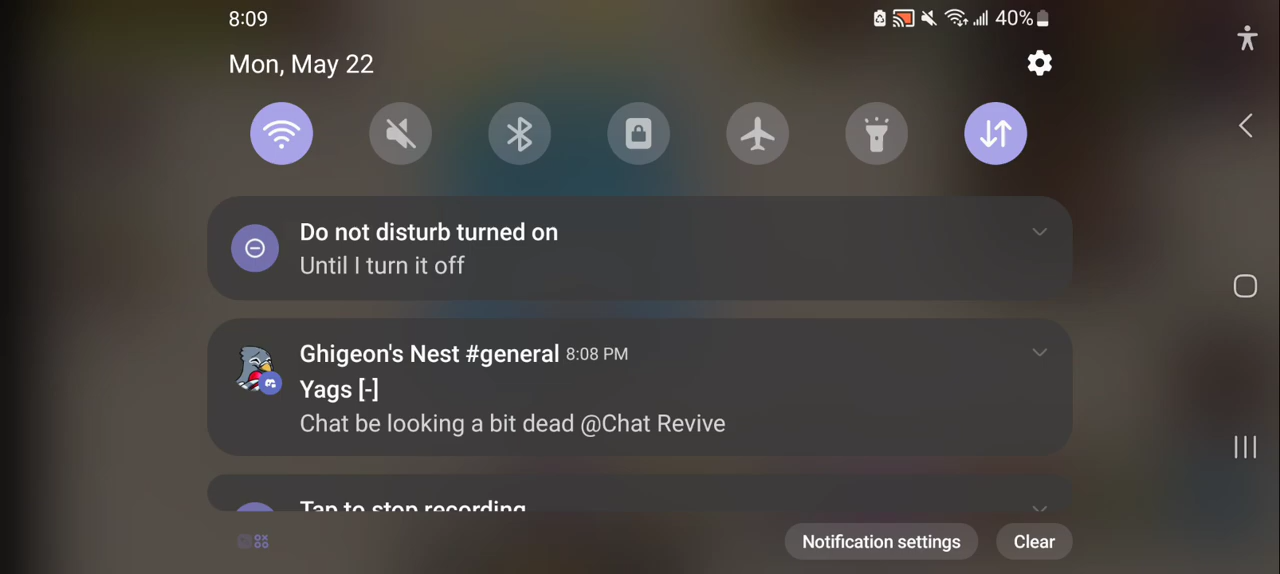 8:09
40%
Mon, May 22
Do not disturb turned on
Until I turn it off
Ghigeon's Nest #general 8:08 PM
Yags [-]
Chat be looking a bit dead @Chat Revive
Tap to stop recording
Notification settings
Clear